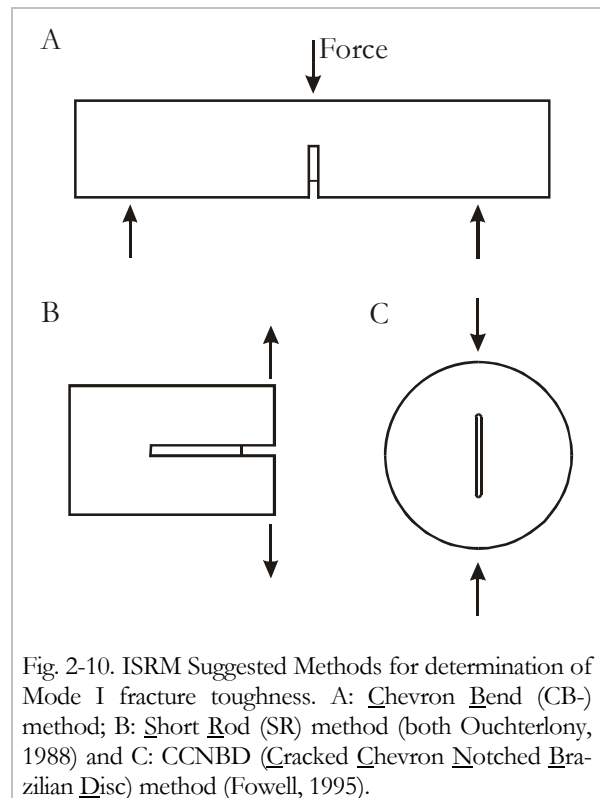 A
Force
B
C
Fig. 2-10. ISRM Suggested Methods for determination of
Mode I fracture toughness. A: Chevron Bend (CB-)
method; B: Short Rod (SR) method (both Ouchterlony,
1988) and C: CCNBD (Cracked Chevron Notched Bra-
zilian Disc) method (Fowell, 1995).